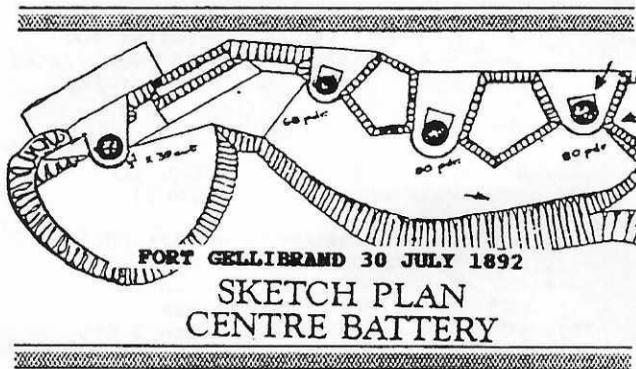 68 pdr.
80 pdr.
80 pdr.
FORT GELLIBRAND 30 JULY 1892
SKETCH PLAN
CENTRE BATTERY